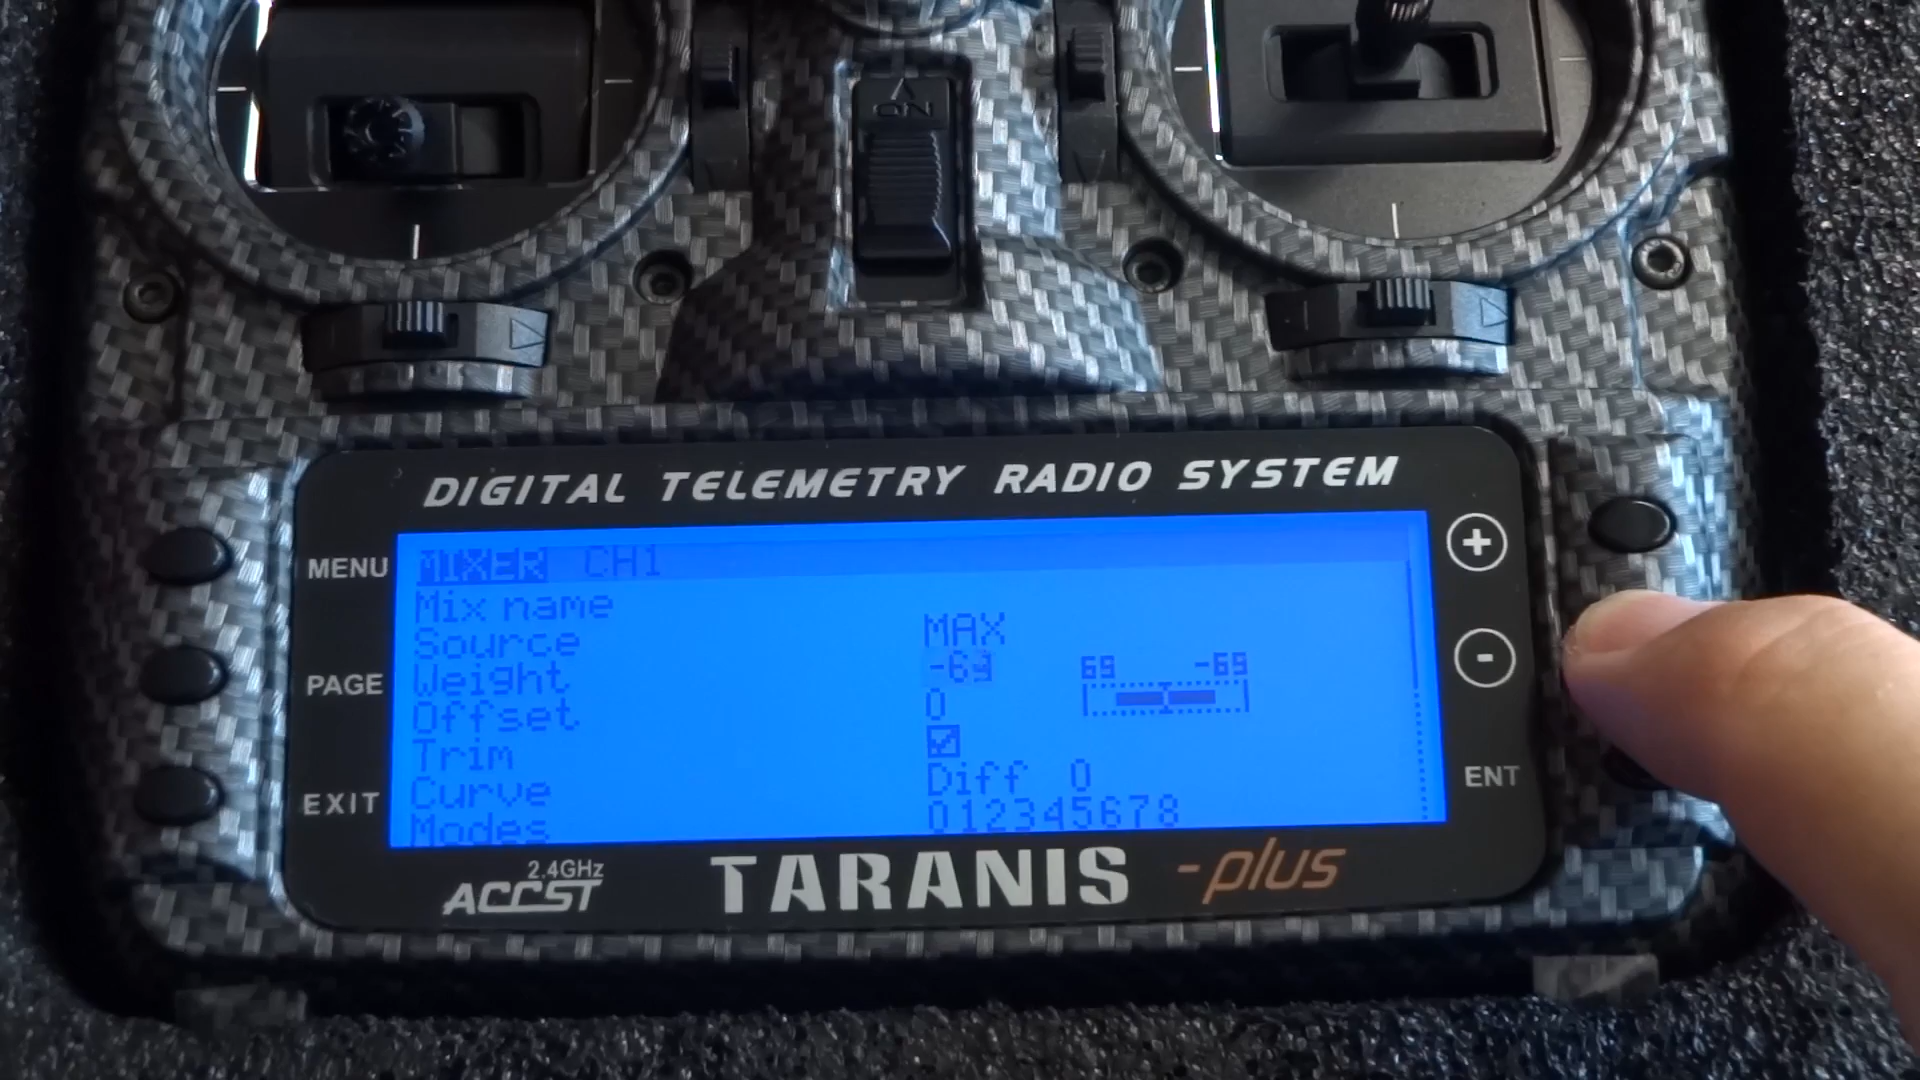 ON
DIGITAL TELEMETRY RADIO SYSTEM
MENU
PAGE
EXIT
MIXER CH1
Mix name
Source MAX
Weight 69 -69
Offset 0
Trim
Curve Diff 0
Modes 012345678
+
-
ENT
2.4GHz
ACCST
TARANIS -plus